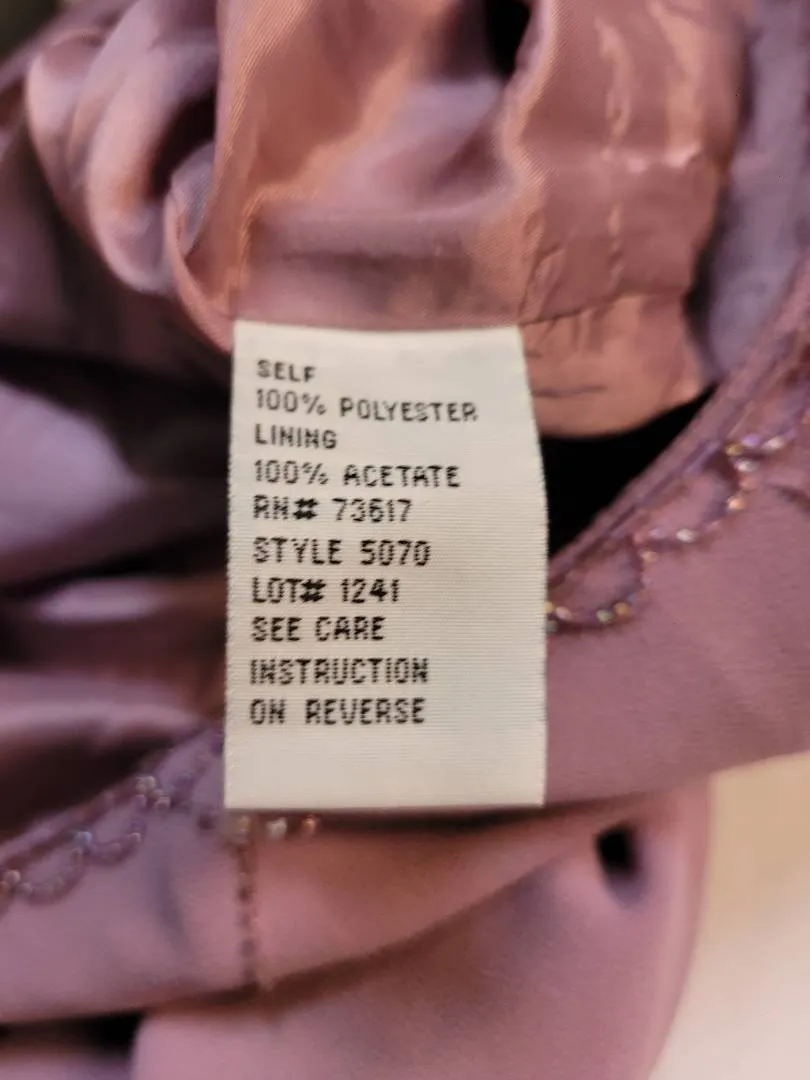 SELF
100% POLYESTER
LINING
100% ACETATE
RN# 73617
STYLE 5070
LOT# 1241
SEE CARE
INSTRUCTION
ON REVERSE